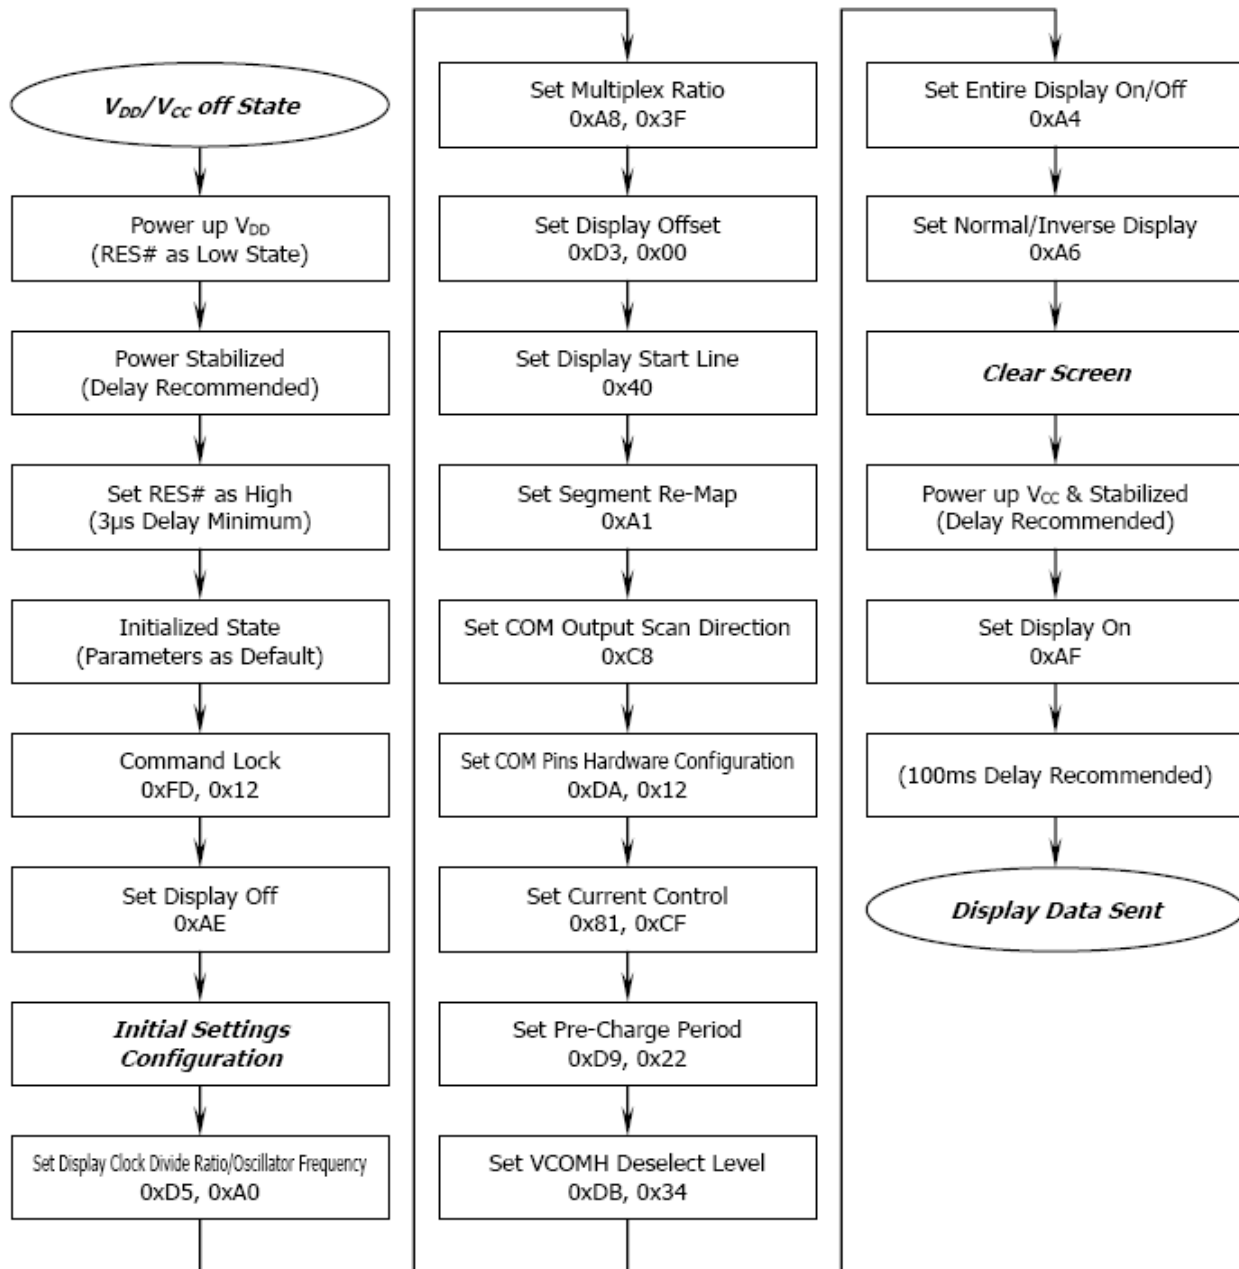 V_DD/V_CC off State
Power up V_DD
(RES# as Low State)
Power Stabilized
(Delay Recommended)
Set RES# as High
(3μs Delay Minimum)
Initialized State
(Parameters as Default)
Command Lock
0xFD, 0x12
Set Display Off
0xAE
Initial Settings
Configuration
Set Display Clock Divide Ratio/Oscillator Frequency
0xD5, 0xA0
Set Multiplex Ratio
0xA8, 0x3F
Set Display Offset
0xD3, 0x00
Set Display Start Line
0x40
Set Segment Re-Map
0xA1
Set COM Output Scan Direction
0xC8
Set COM Pins Hardware Configuration
0xDA, 0x12
Set Current Control
0x81, 0xCF
Set Pre-Charge Period
0xD9, 0x22
Set VCOMH Deselect Level
0xDB, 0x34
Set Entire Display On/Off
0xA4
Set Normal/Inverse Display
0xA6
Clear Screen
Power up V_CC & Stabilized
(Delay Recommended)
Set Display On
0xAF
(100ms Delay Recommended)
Display Data Sent